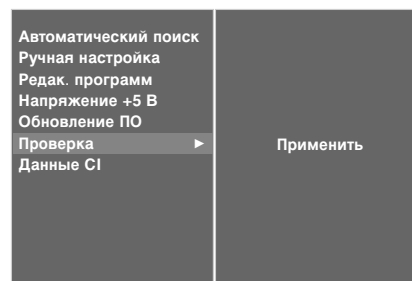 Автоматический поиск
Ручная настройка
Редак. программ
Напряжение +5 В
Обновление ПО
Проверка ►
Данные CI
Применить